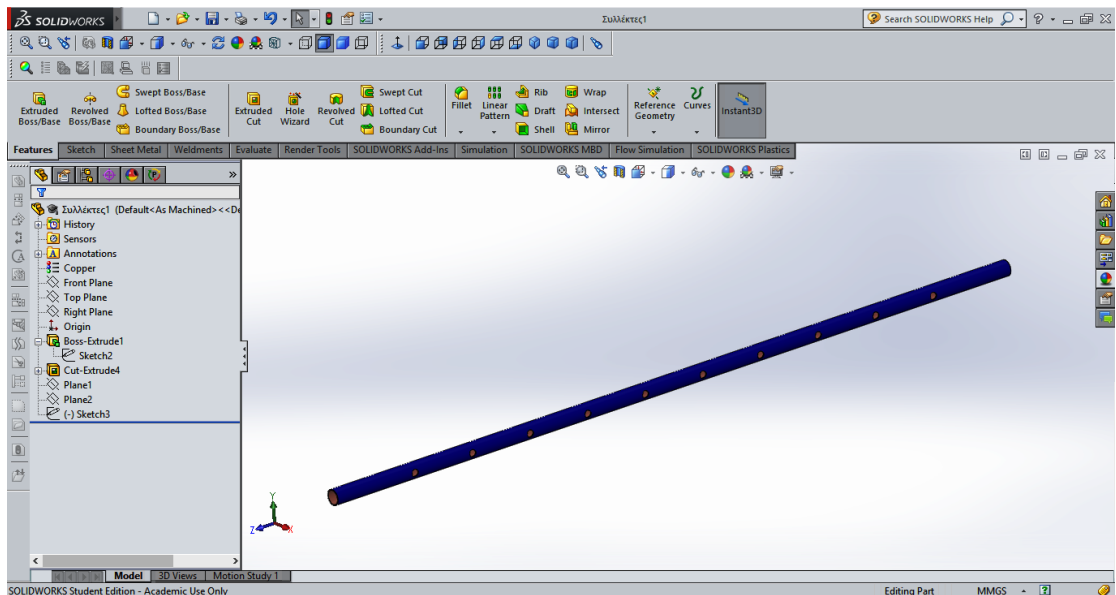 SOLIDWORKS
Συλλέκτες1
Search SOLIDWORKS Help
Extruded Boss/Base
Revolved Boss/Base
Swept Boss/Base
Lofted Boss/Base
Boundary Boss/Base
Extruded Cut
Hole Wizard
Revolved Cut
Swept Cut
Lofted Cut
Boundary Cut
Fillet
Linear Pattern
Rib
Draft
Shell
Wrap
Intersect
Mirror
Reference Geometry
Curves
Instant3D
Features Sketch Sheet Metal Weldments Evaluate Render Tools SOLIDWORKS Add-Ins Simulation SOLIDWORKS MBD Flow Simulation SOLIDWORKS Plastics
Συλλέκτες1 (Default<As Machined><<De
History
Sensors
Annotations
Copper
Front Plane
Top Plane
Right Plane
Origin
Boss-Extrude1
Sketch2
Cut-Extrude4
Plane1
Plane2
(-) Sketch3
Y
Z X
Model 3D Views Motion Study 1
SOLIDWORKS Student Edition - Academic Use Only
Editing Part MMGS